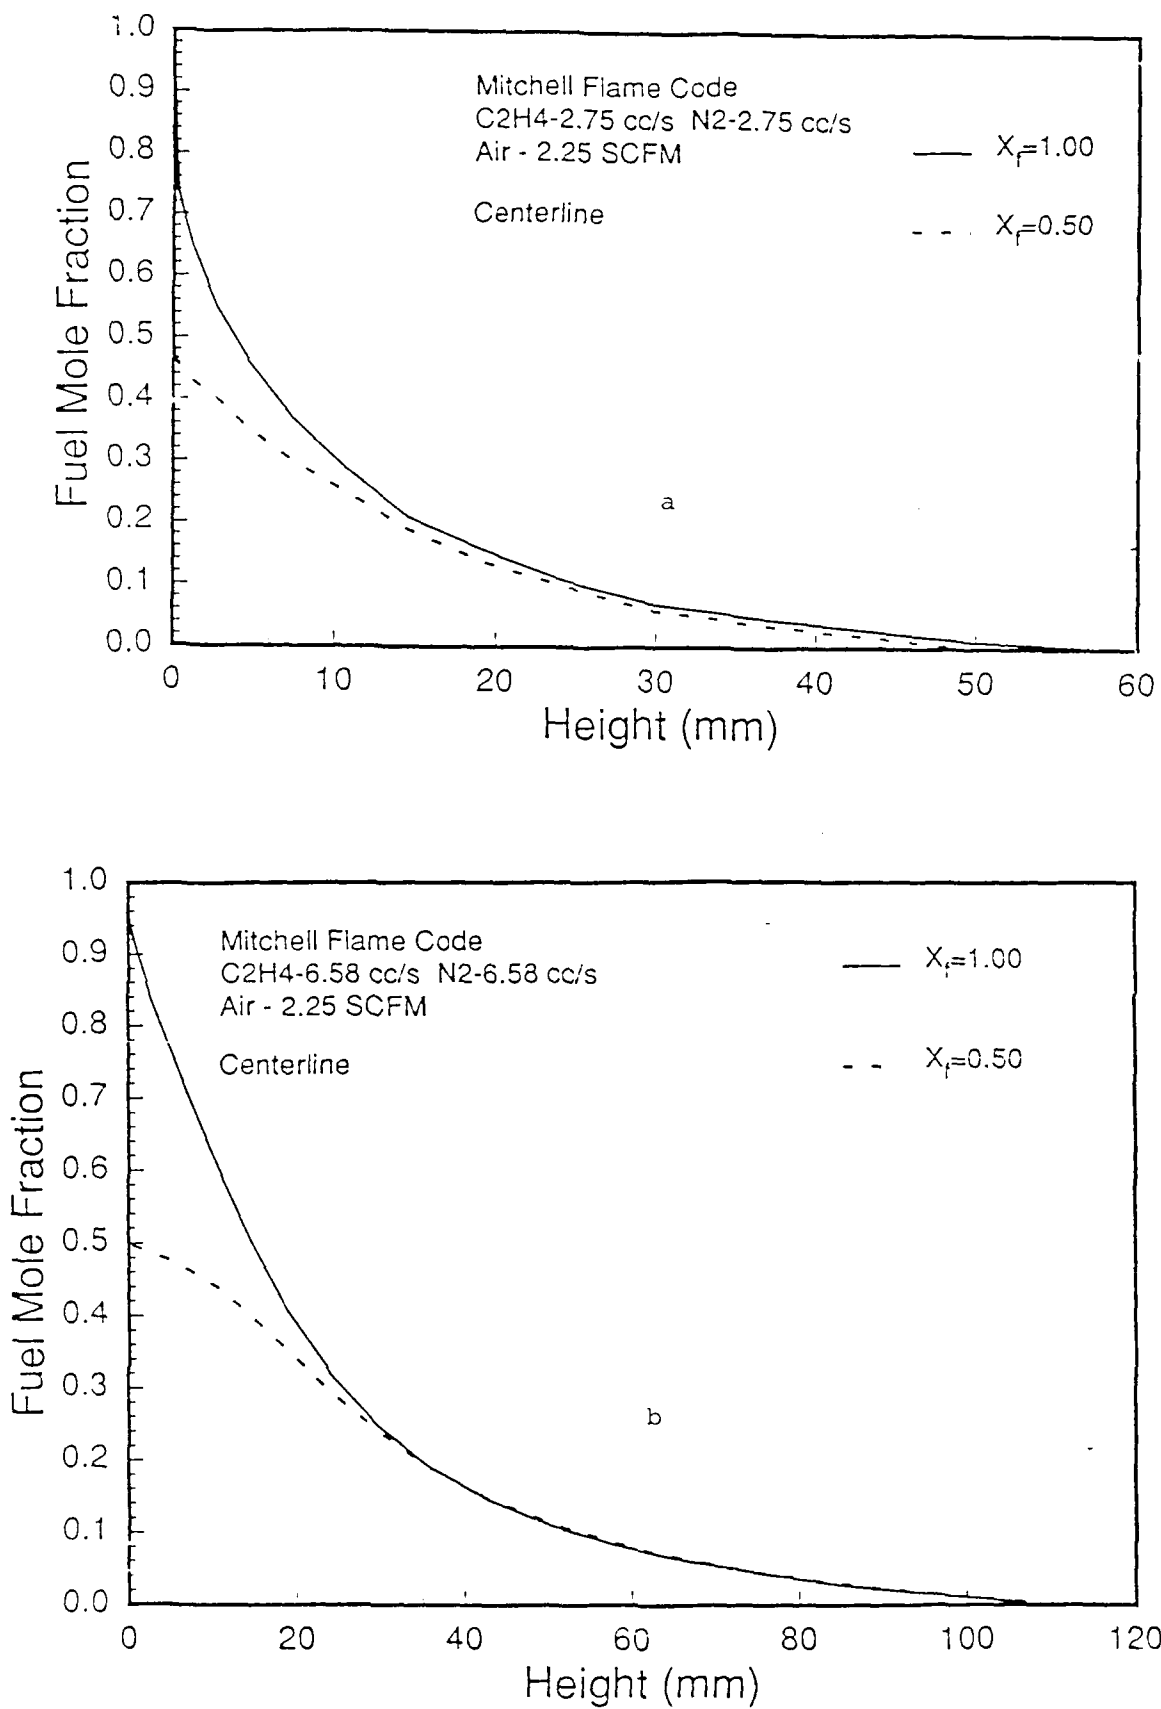 1.0
0.9
0.8
0.7
0.6
0.5
0.4
0.3
0.2
0.1
0.0
Fuel Mole Fraction
Mitchell Flame Code
C2H4-2.75 cc/s N2-2.75 cc/s
Air - 2.25 SCFM
Centerline
Xf=1.00
Xf=0.50
a
0 10 20 30 40 50 60
Height (mm)
1.0
0.9
0.8
0.7
0.6
0.5
0.4
0.3
0.2
0.1
0.0
Fuel Mole Fraction
Mitchell Flame Code
C2H4-6.58 cc/s N2-6.58 cc/s
Air - 2.25 SCFM
Centerline
Xf=1.00
Xf=0.50
b
0 20 40 60 80 100 120
Height (mm)